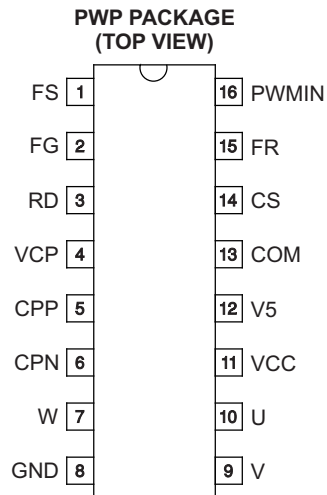 PWP PACKAGE
(TOP VIEW)
FS 1 16 PWMIN
FG 2 15 FR
RD 3 14 CS
VCP 4 13 COM
CPP 5 12 V5
CPN 6 11 VCC
W 7 10 U
GND 8 9 V